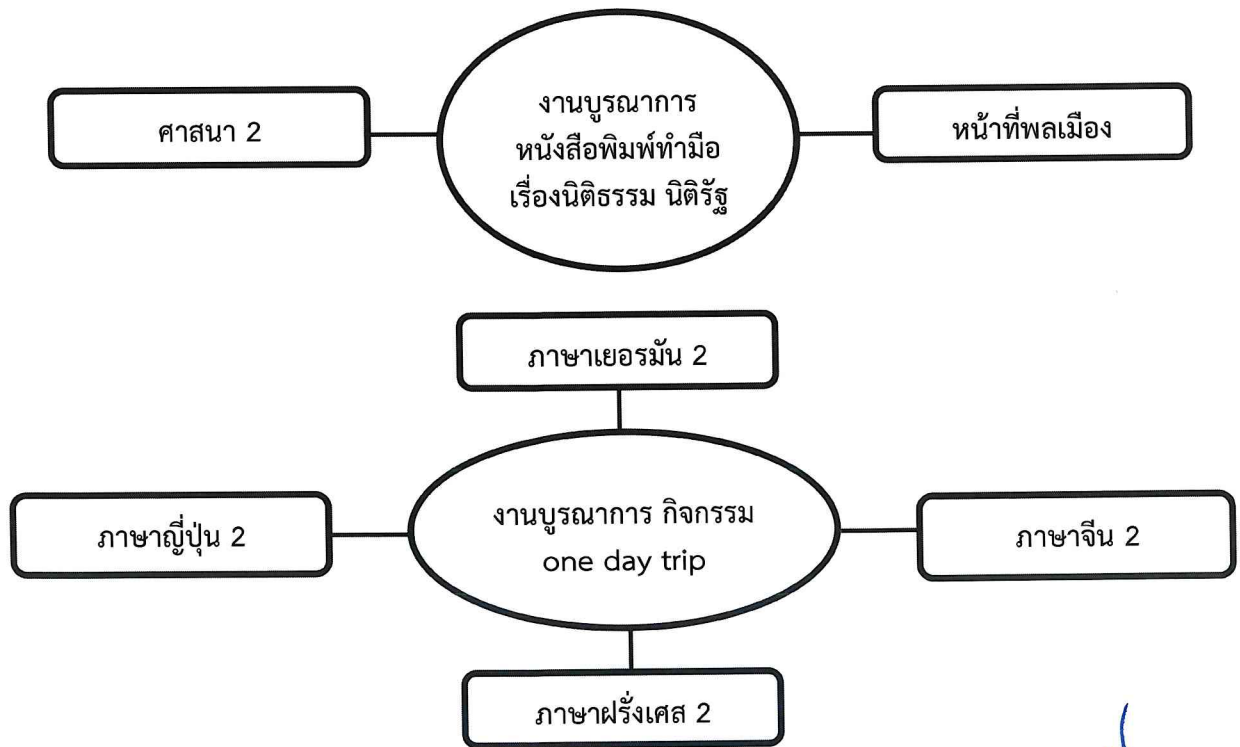 งานบูรณาการ
หนังสือพิมพ์ทำมือ
เรื่องนิติธรรม นิติรัฐ
ศาสนา 2
หน้าที่พลเมือง
ภาษาเยอรมัน 2
ภาษาญี่ปุ่น 2
งานบูรณาการ กิจกรรม
one day trip
ภาษาจีน 2
ภาษาฝรั่งเศส 2